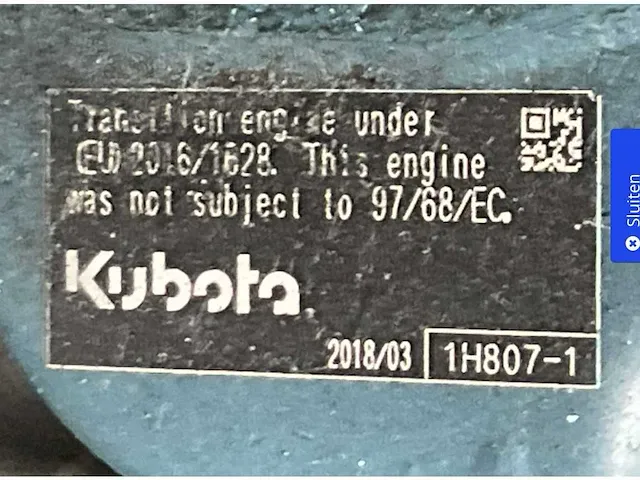 Transition engine under
(EU) 2016/1628. This engine
was not subject to 97/68/EC.
Kubota
2018/03 1H807-1
Sluiten